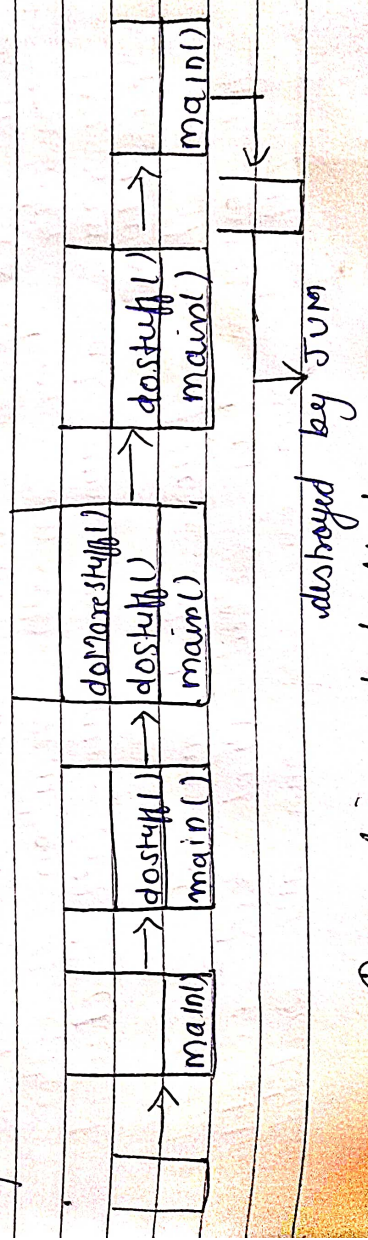 main()
dostuff()
main()
doMorestuff()
dostuff()
main()
dostuff()
main()
main()
destroyed by JVM